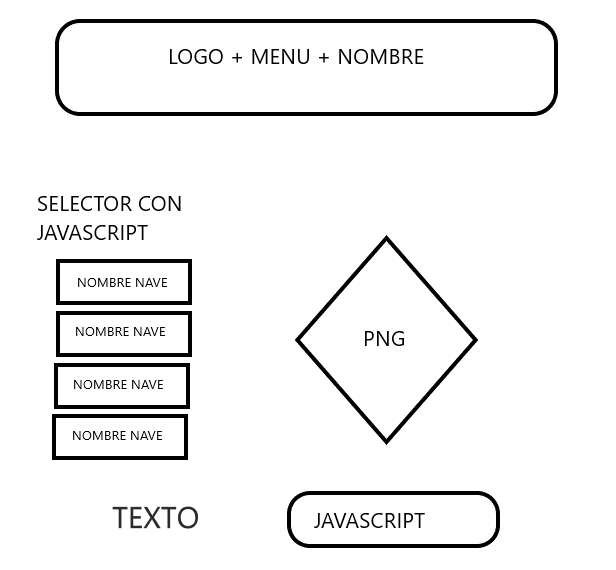 LOGO + MENU + NOMBRE
SELECTOR CON
JAVASCRIPT
NOMBRE NAVE
NOMBRE NAVE
NOMBRE NAVE
NOMBRE NAVE
PNG
TEXTO
JAVASCRIPT